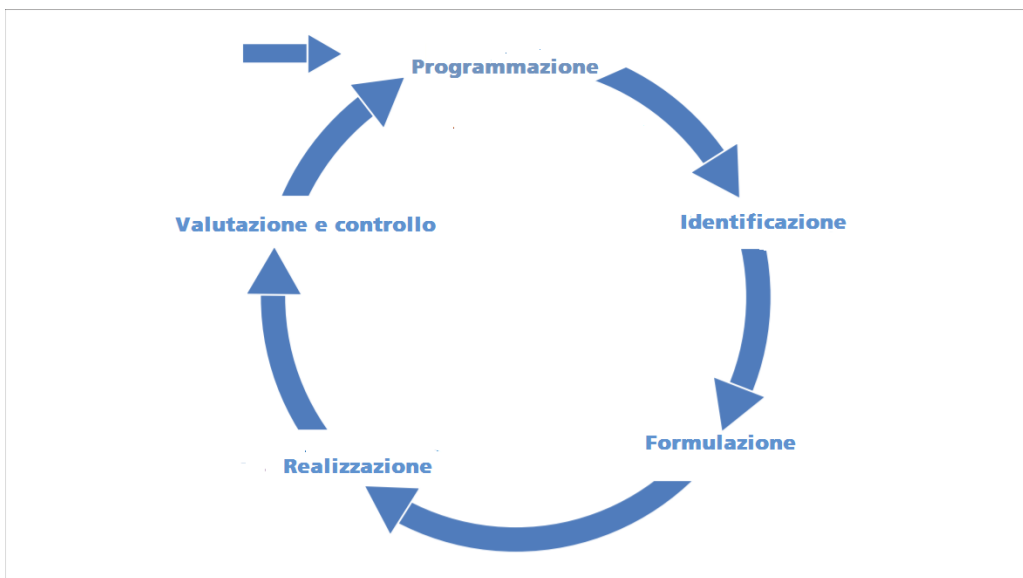 Programmazione
Identificazione
Formulazione
Realizzazione
Valutazione e controllo